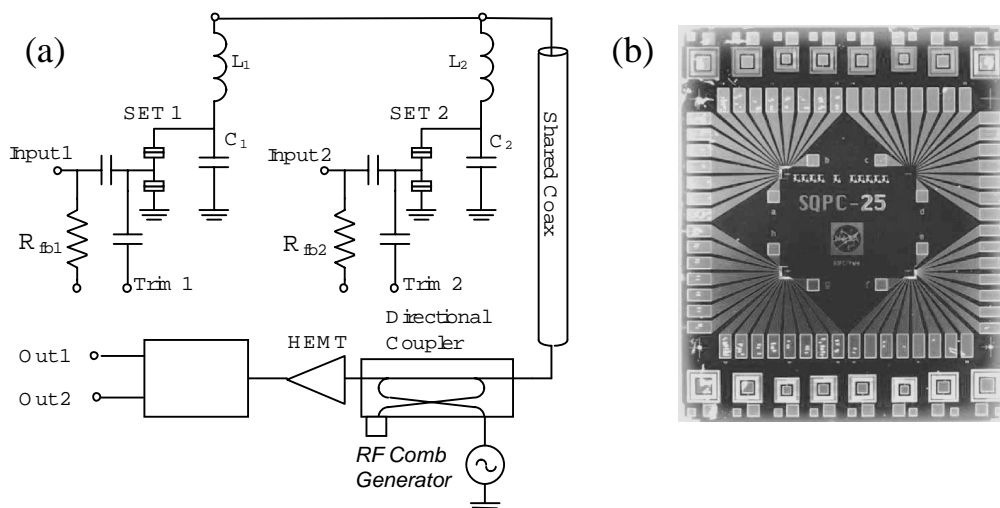 (a)
L1
L2
SET 1
SET 2
C1
C2
Input1
Input2
Rfb1
Rfb2
Trim 1
Trim 2
Shared Coax
Directional
Coupler
HEMT
Out1
Out2
RF Comb
Generator
(b)
b
c
SQPC-25
a
d
h
e
g
f